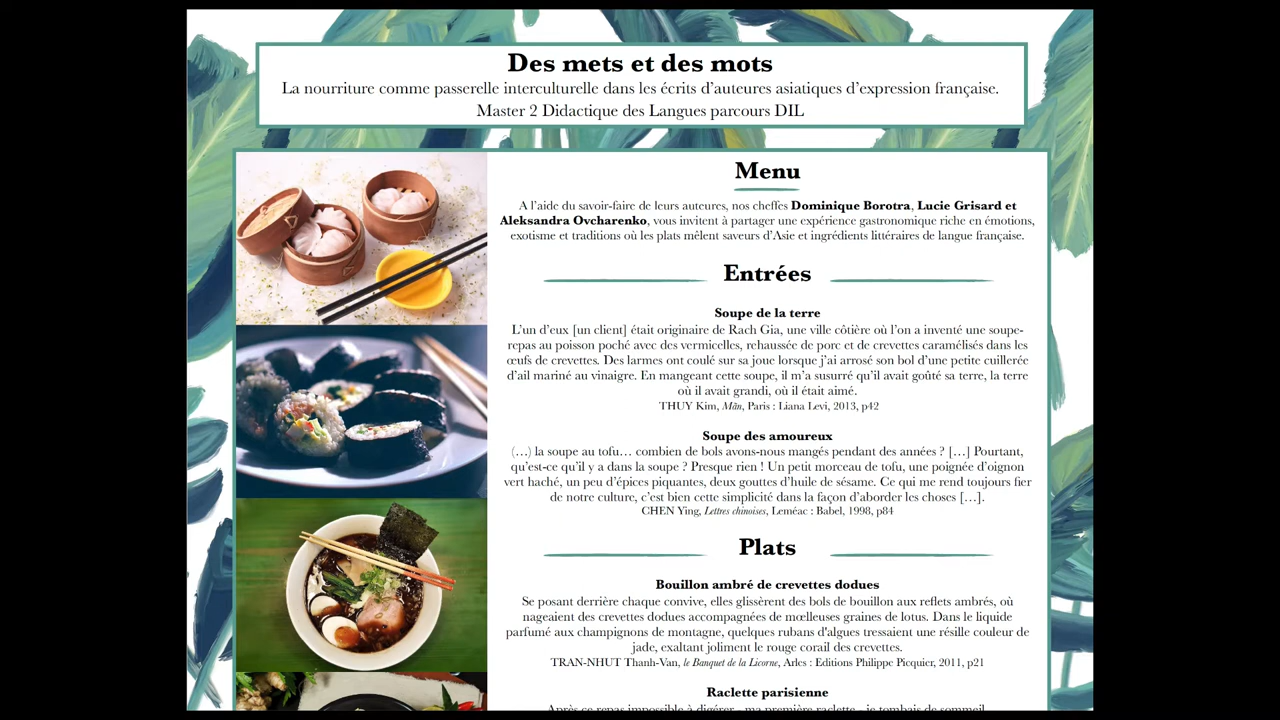 Des mets et des mots
La nourriture comme passerelle interculturelle dans les écrits d'auteures asiatiques d'expression française.
Master 2 Didactique des Langues parcours DIL
Menu
A l'aide du savoir-faire de leurs auteures, nos cheffes Dominique Borotra, Lucie Grisard et
Aleksandra Ovcharenko, vous invitent à partager une expérience gastronomique riche en émotions,
exotisme et traditions où les plats mêlent saveurs d'Asie et ingrédients littéraires de langue française.
Entrées
Soupe de la terre
L'un d'eux [un client] était originaire de Rach Gia, une ville côtière où l'on a inventé une soupe-
repas au poisson poché avec des vermicelles, rehaussée de porc et de crevettes caramélisés dans les
œufs de crevettes. Des larmes ont coulé sur sa joue lorsque j'ai arrosé son bol d'une petite cuillerée
d'ail mariné au vinaigre. En mangeant cette soupe, il m'a susurré qu'il avait goûté sa terre, la terre
où il avait grandi, où il était aimé.
THUY Kim, Mãn, Paris : Liana Levi, 2013, p42
Soupe des amoureux
(…) la soupe au tofu… combien de bols avons-nous mangés pendant des années ? […] Pourtant,
qu'est-ce qu'il y a dans la soupe ? Presque rien ! Un petit morceau de tofu, une poignée d'oignon
vert haché, un peu d'épices piquantes, deux gouttes d'huile de sésame. Ce qui me rend toujours fier
de notre culture, c'est bien cette simplicité dans la façon d'aborder les choses […].
CHEN Ying, Lettres chinoises, Leméac : Babel, 1998, p84
Plats
Bouillon ambré de crevettes dodues
Se posant derrière chaque convive, elles glissèrent des bols de bouillon aux reflets ambrés, où
nageaient des crevettes dodues accompagnées de mœlleuses graines de lotus. Dans le liquide
parfumé aux champignons de montagne, quelques rubans d'algues tressaient une résille couleur de
jade, exaltant joliment le rouge corail des crevettes.
TRAN-NHUT Thanh-Van, le Banquet de la Licorne, Arles : Editions Philippe Picquier, 2011, p21
Raclette parisienne
Après ce repas impossible à digérer - ma première raclette - je tombais de sommeil